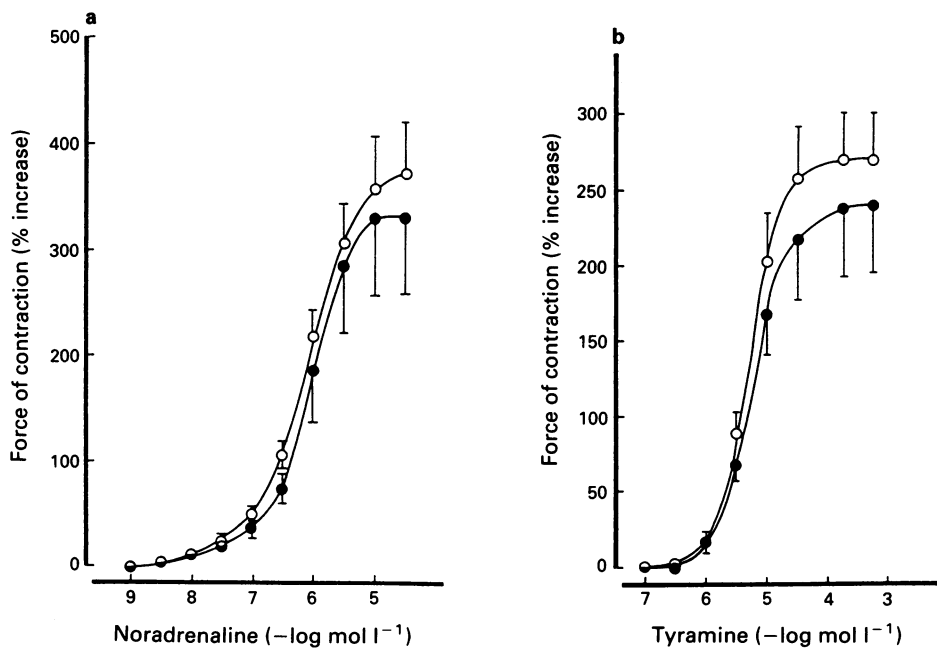 a
500
400
300
200
100
0
Force of contraction (% increase)
9 8 7 6 5
Noradrenaline (−log mol l⁻¹)
b
300
250
200
150
100
50
0
Force of contraction (% increase)
7 6 5 4 3
Tyramine (−log mol l⁻¹)